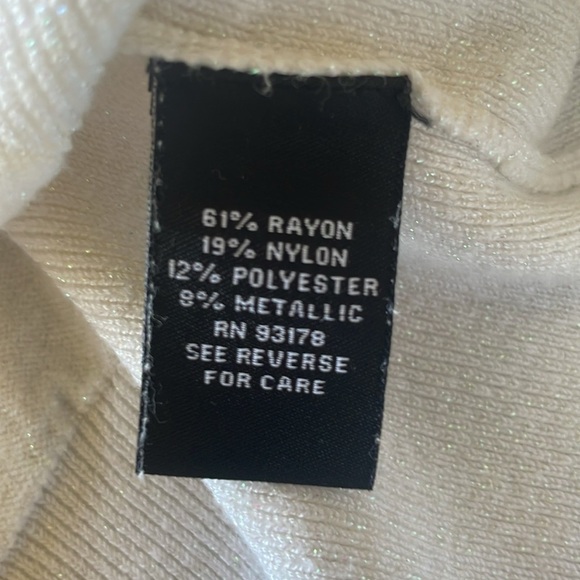 61% RAYON
19% NYLON
12% POLYESTER
8% METALLIC
RN 93178
SEE REVERSE
FOR CARE